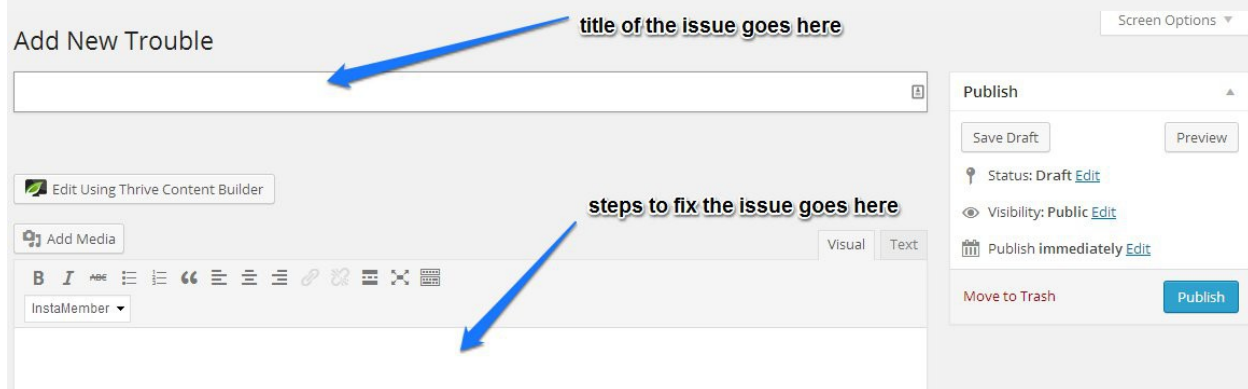 title of the issue goes here
Screen Options
Add New Trouble
Publish
Save Draft
Preview
Edit Using Thrive Content Builder
Status: Draft Edit
steps to fix the issue goes here
Visibility: Public Edit
Add Media
Visual
Text
Publish immediately Edit
B I ABC
InstaMember
Move to Trash
Publish